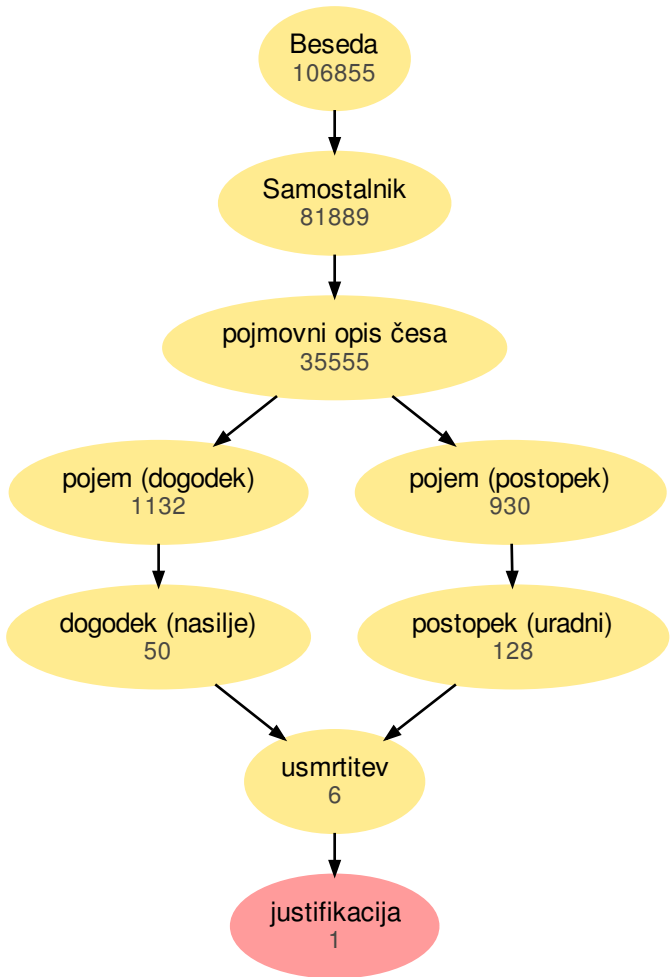 Beseda
106855
Samostalnik
81889
pojmovni opis česa
35555
pojem (dogodek)
1132
pojem (postopek)
930
dogodek (nasilje)
50
postopek (uradni)
128
usmrtitev
6
justifikacija
1